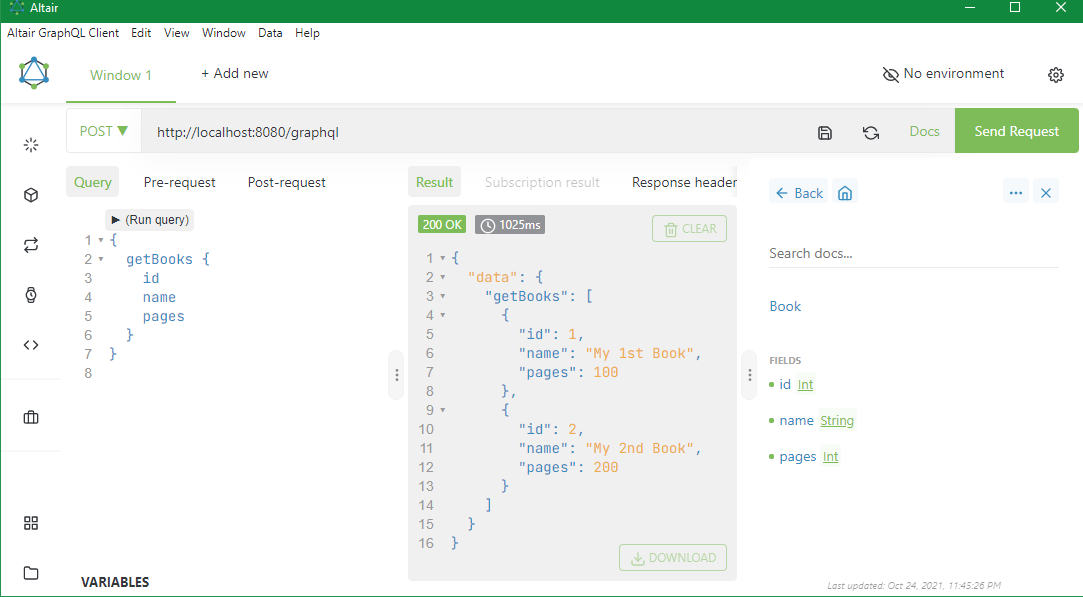 Altair
Altair GraphQL Client Edit View Window Data Help
Window 1 + Add new No environment
POST ▼ http://localhost:8080/graphql Docs Send Request
Query Pre-request Post-request
▶ (Run query)
1 ▾ {
2 ▾ getBooks {
3 id
4 name
5 pages
6 }
7 }
8
VARIABLES
Result Subscription result Response header
200 OK 1025ms CLEAR
1 ▾ {
2 ▾ "data": {
3 ▾ "getBooks": [
4 ▾ {
5 "id": 1,
6 "name": "My 1st Book",
7 "pages": 100
8 },
9 ▾ {
10 "id": 2,
11 "name": "My 2nd Book",
12 "pages": 200
13 }
14 ]
15 }
16 }
DOWNLOAD
← Back
Search docs...
Book
FIELDS
id Int
name String
pages Int
Last updated: Oct 24, 2021, 11:45:26 PM